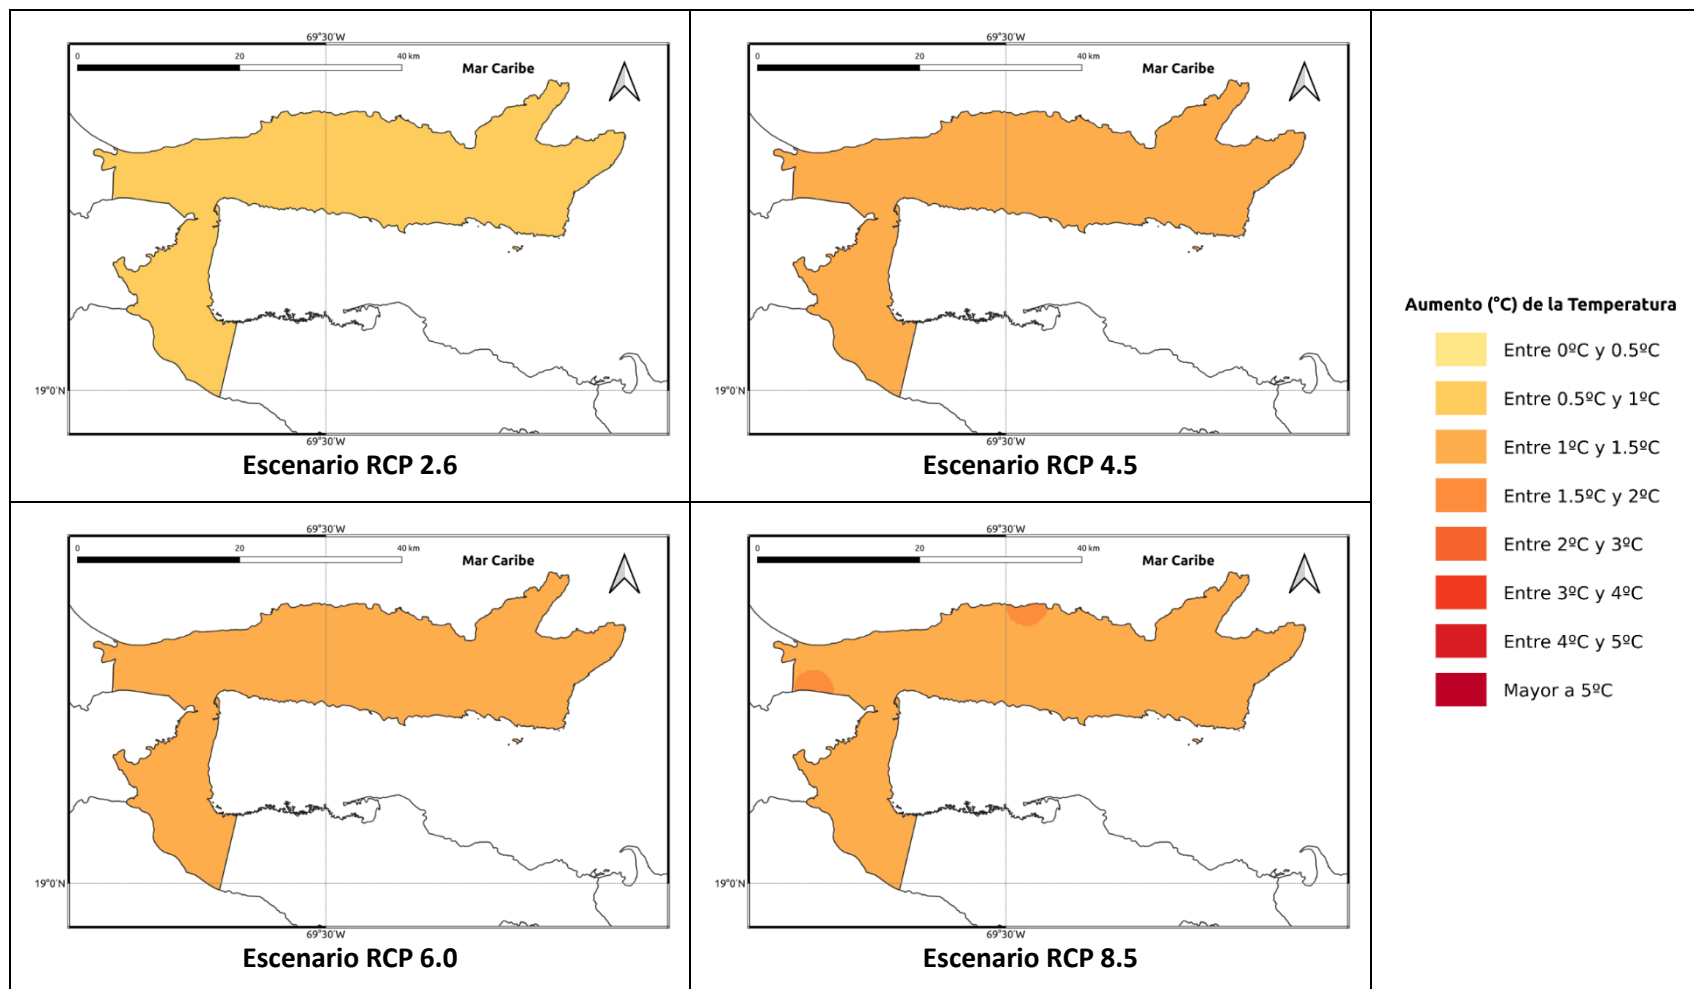 69°30'W
0 20 40 km
Mar Caribe
19°0'N
69°30'W
Escenario RCP 2.6
69°30'W
0 20 40 km
Mar Caribe
19°0'N
69°30'W
Escenario RCP 4.5
69°30'W
0 20 40 km
Mar Caribe
19°0'N
69°30'W
Escenario RCP 6.0
69°30'W
0 20 40 km
Mar Caribe
19°0'N
69°30'W
Escenario RCP 8.5
Aumento (°C) de la Temperatura
Entre 0ºC y 0.5ºC
Entre 0.5ºC y 1ºC
Entre 1ºC y 1.5ºC
Entre 1.5ºC y 2ºC
Entre 2ºC y 3ºC
Entre 3ºC y 4ºC
Entre 4ºC y 5ºC
Mayor a 5ºC